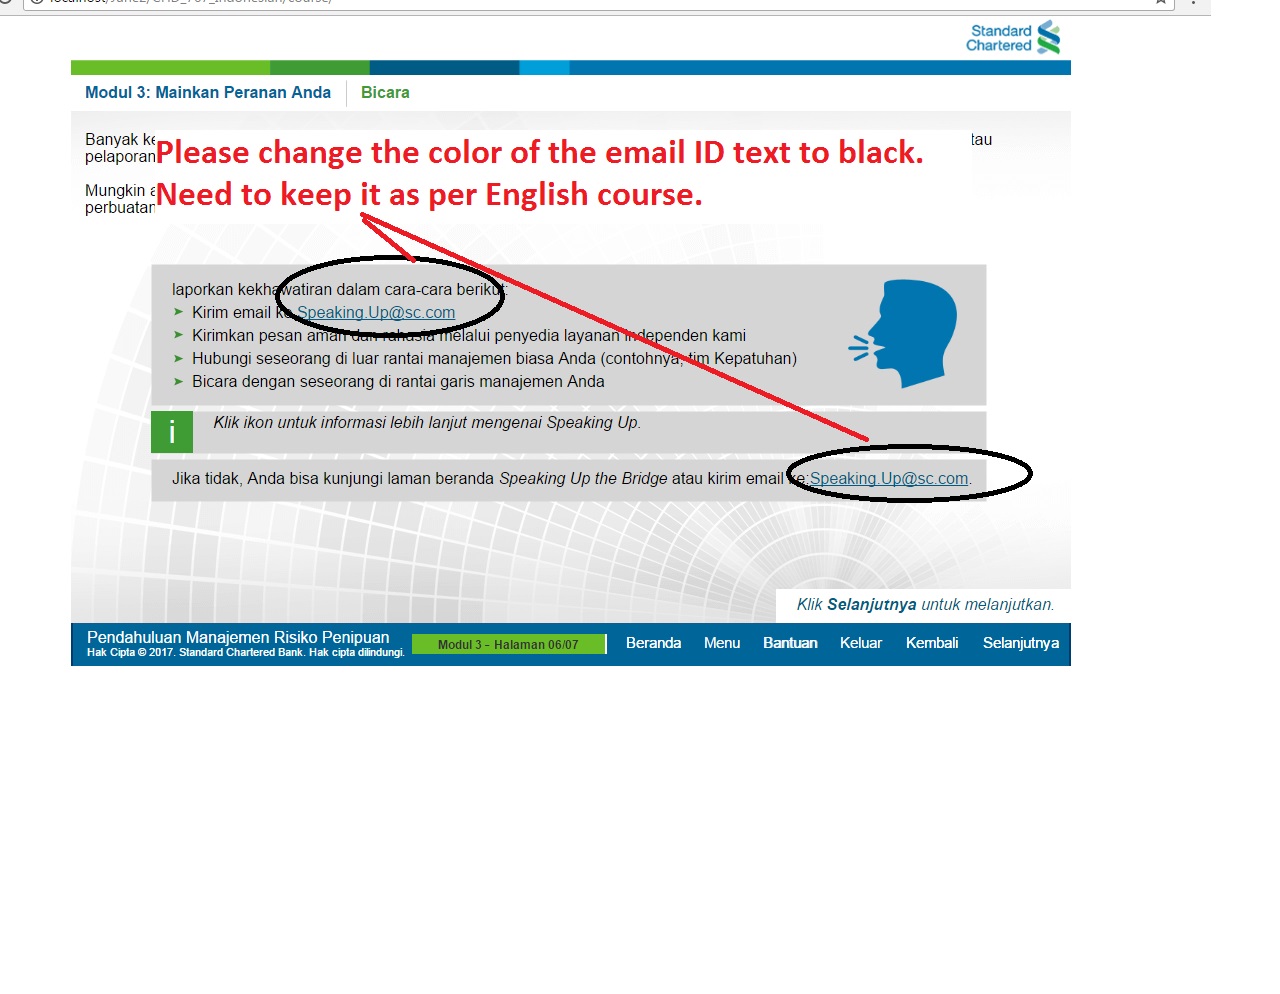 Standard
Chartered
Modul 3: Mainkan Peranan Anda
Bicara
Banyak tau
pelaporan
Please change the color of the email ID text to black.
Mungkin
perbuatan
Need to keep it as per English course.
laporkan kekhawatiran dalam cara-cara berikut:
➤ Kirim email ke Speaking.Up@sc.com
➤ Kirimkan pesan aman dan rahasia melalui penyedia layanan independen kami
➤ Hubungi seseorang di luar rantai manajemen biasa Anda (contohnya, tim Kepatuhan)
➤ Bicara dengan seseorang di rantai garis manajemen Anda
i Klik ikon untuk informasi lebih lanjut mengenai Speaking Up.
Jika tidak, Anda bisa kunjungi laman beranda Speaking Up the Bridge atau kirim email ke:Speaking.Up@sc.com.
Klik Selanjutnya untuk melanjutkan.
Pendahuluan Manajemen Risiko Penipuan
Hak Cipta © 2017. Standard Chartered Bank. Hak cipta dilindungi.
Modul 3 – Halaman 06/07
Beranda Menu Bantuan Keluar Kembali Selanjutnya